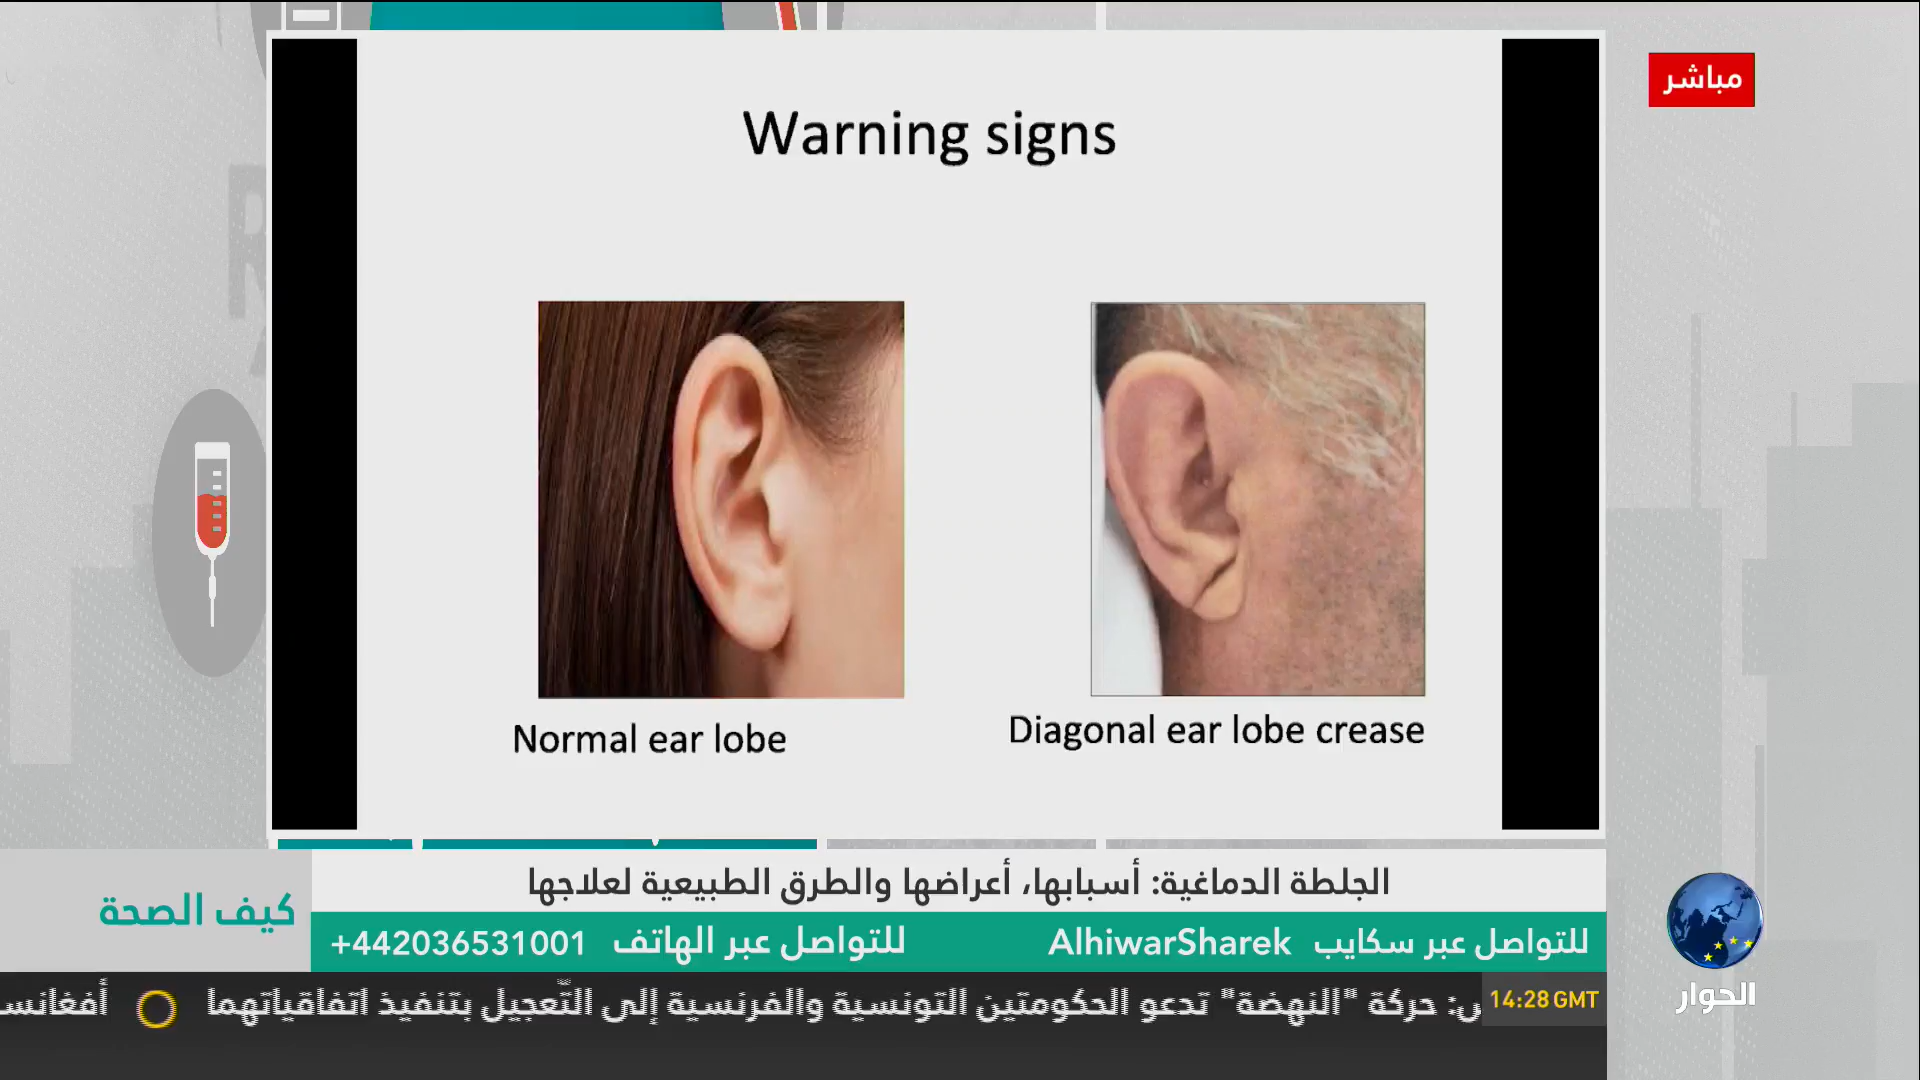 مباشر
Warning signs
Normal ear lobe
Diagonal ear lobe crease
الجلطة الدماغية: أسبابها، أعراضها والطرق الطبيعية لعلاجها
كيف الصحة
للتواصل عبر سكايب AlhiwarSharek للتواصل عبر الهاتف +442036531001
14:28 GMT
س: حركة "النهضة" تدعو الحكومتين التونسية والفرنسية إلى التّعجيل بتنفيذ اتفاقياتهما
الحوار